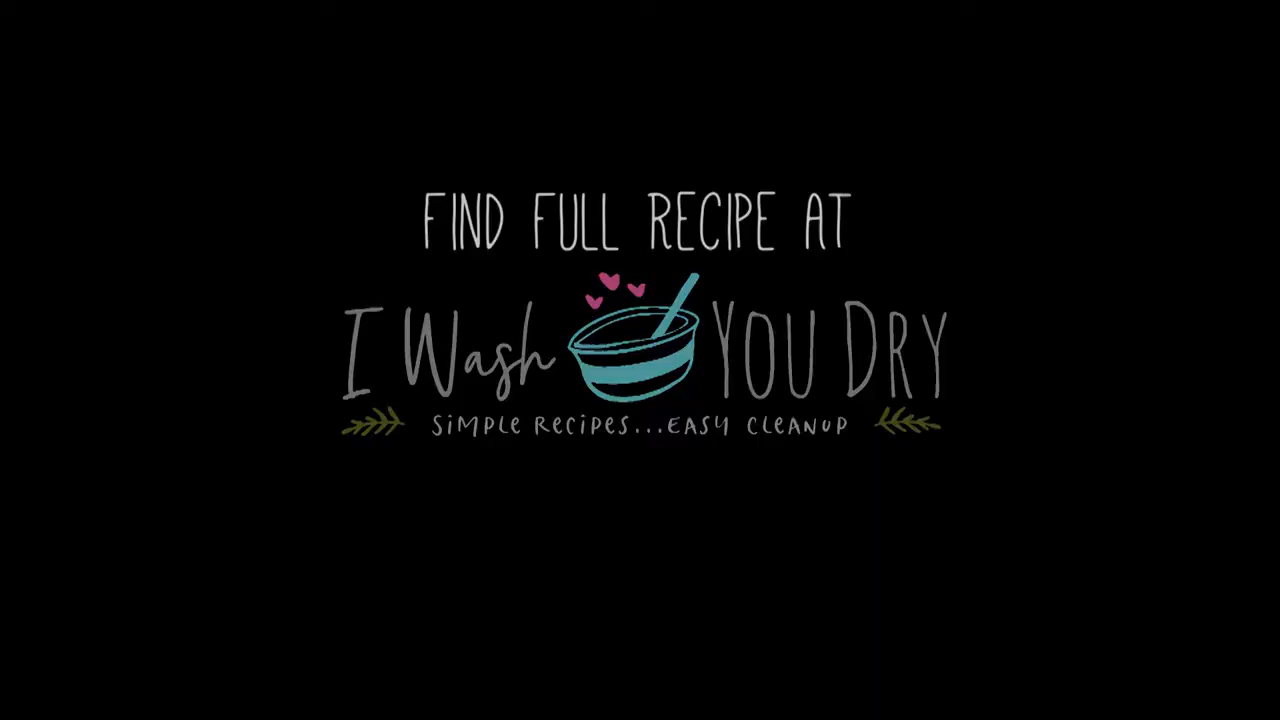 FIND FULL RECIPE AT
I Wash YOU DRY
SIMPLE RECIPES...EASY CLEANUP